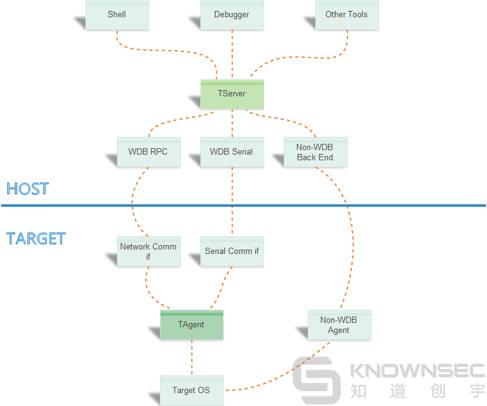 Shell
Debugger
Other Tools
TServer
WDB RPC
WDB Serial
Non-WDB
Back End
HOST
TARGET
Network Comm
if
Serial Comm if
TAgent
Non-WDB
Agent
Target OS
KNOWNSEC
知道创宇